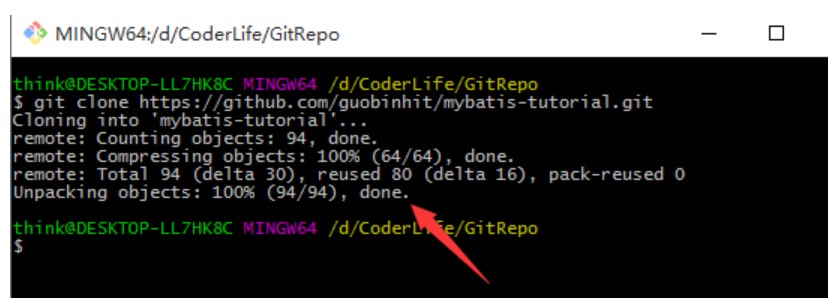 MINGW64:/d/CoderLife/GitRepo
think@DESKTOP-LL7HK8C MINGW64 /d/CoderLife/GitRepo
$ git clone https://github.com/guobinhit/mybatis-tutorial.git
Cloning into 'mybatis-tutorial'...
remote: Counting objects: 94, done.
remote: Compressing objects: 100% (64/64), done.
remote: Total 94 (delta 30), reused 80 (delta 16), pack-reused 0
Unpacking objects: 100% (94/94), done.
think@DESKTOP-LL7HK8C MINGW64 /d/CoderLife/GitRepo
$